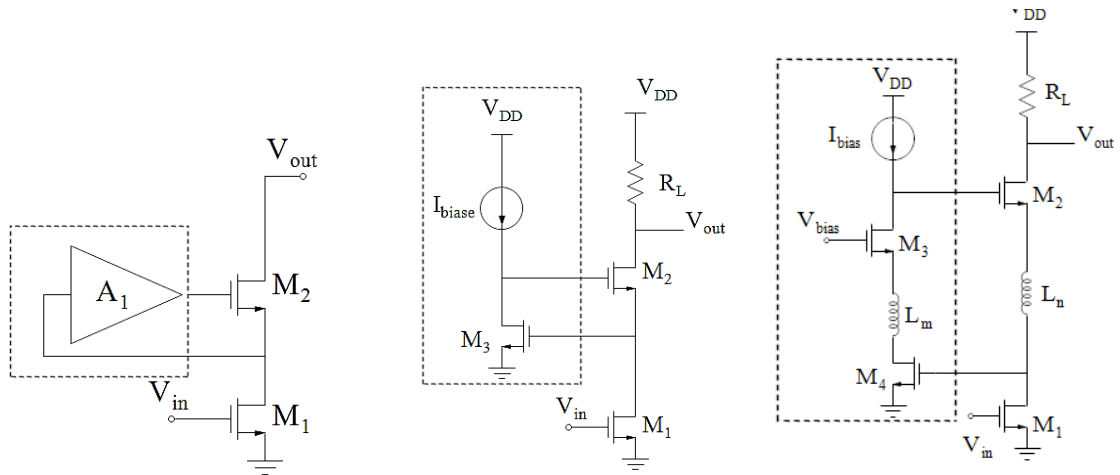 V_out
A_1
M_2
V_in
M_1
V_DD
V_DD
R_L
I_biase
V_out
M_2
M_3
V_in
M_1
V_DD
V_DD
R_L
I_bias
V_out
M_2
V_bias
M_3
L_n
L_m
M_4
M_1
V_in